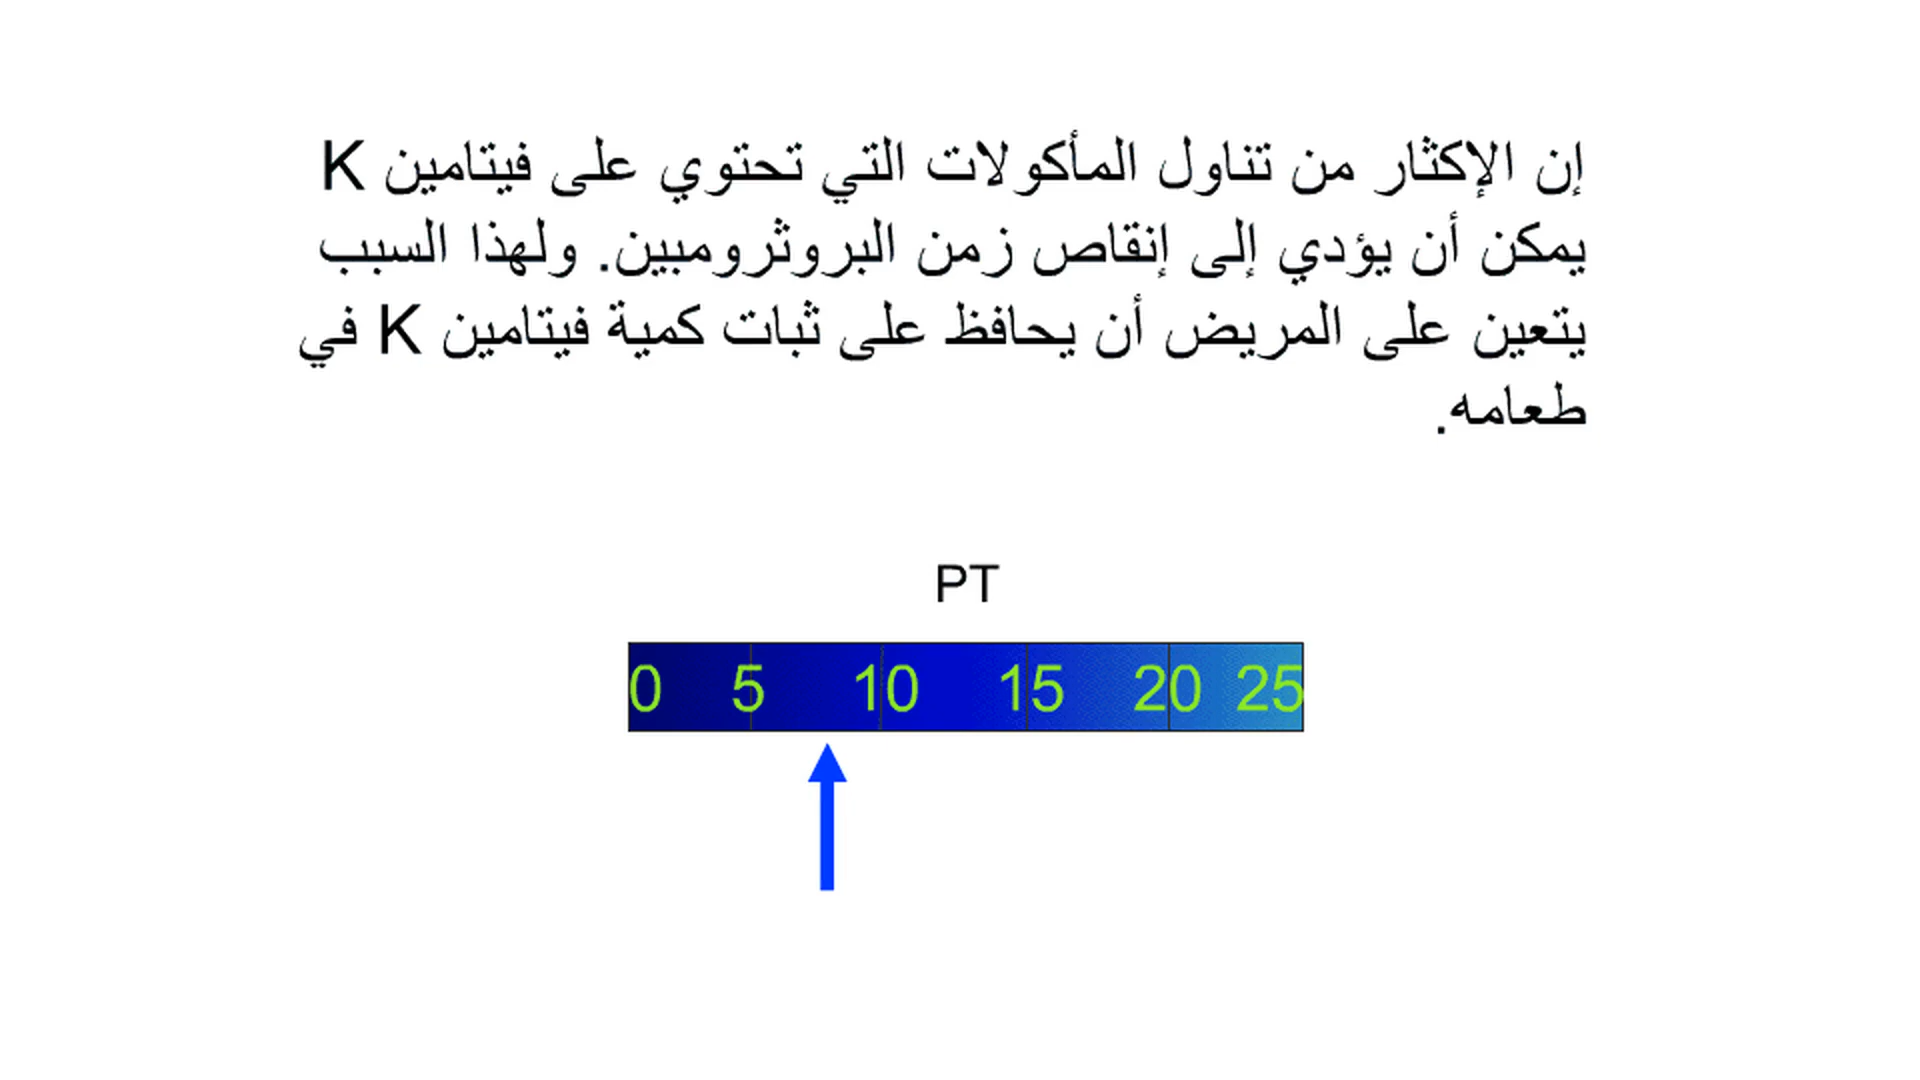 إن الإكثار من تناول المأكولات التي تحتوي على فيتامين K
يمكن أن يؤدي إلى إنقاص زمن البروثرومبين. ولهذا السبب
يتعين على المريض أن يحافظ على ثبات كمية فيتامين K في
طعامه.
PT
0 5 10 15 20 25